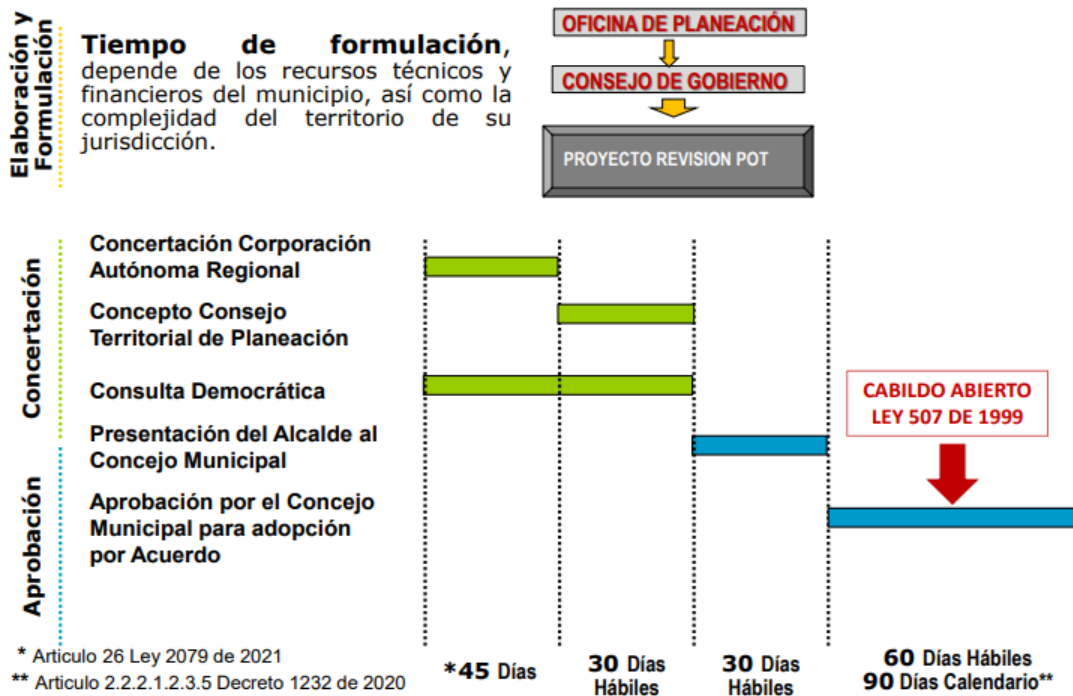 Elaboración y
Formulación
Tiempo de formulación,
depende de los recursos técnicos y
financieros del municipio, así como la
complejidad del territorio de su
jurisdicción.
OFICINA DE PLANEACIÓN
CONSEJO DE GOBIERNO
PROYECTO REVISION POT
Concertación
Concertación Corporación
Autónoma Regional
Concepto Consejo
Territorial de Planeación
Consulta Democrática
CABILDO ABIERTO
LEY 507 DE 1999
Aprobación
Presentación del Alcalde al
Concejo Municipal
Aprobación por el Concejo
Municipal para adopción
por Acuerdo
* Articulo 26 Ley 2079 de 2021
** Articulo 2.2.2.1.2.3.5 Decreto 1232 de 2020
*45 Días
30 Días
Hábiles
30 Días
Hábiles
60 Días Hábiles
90 Días Calendario**